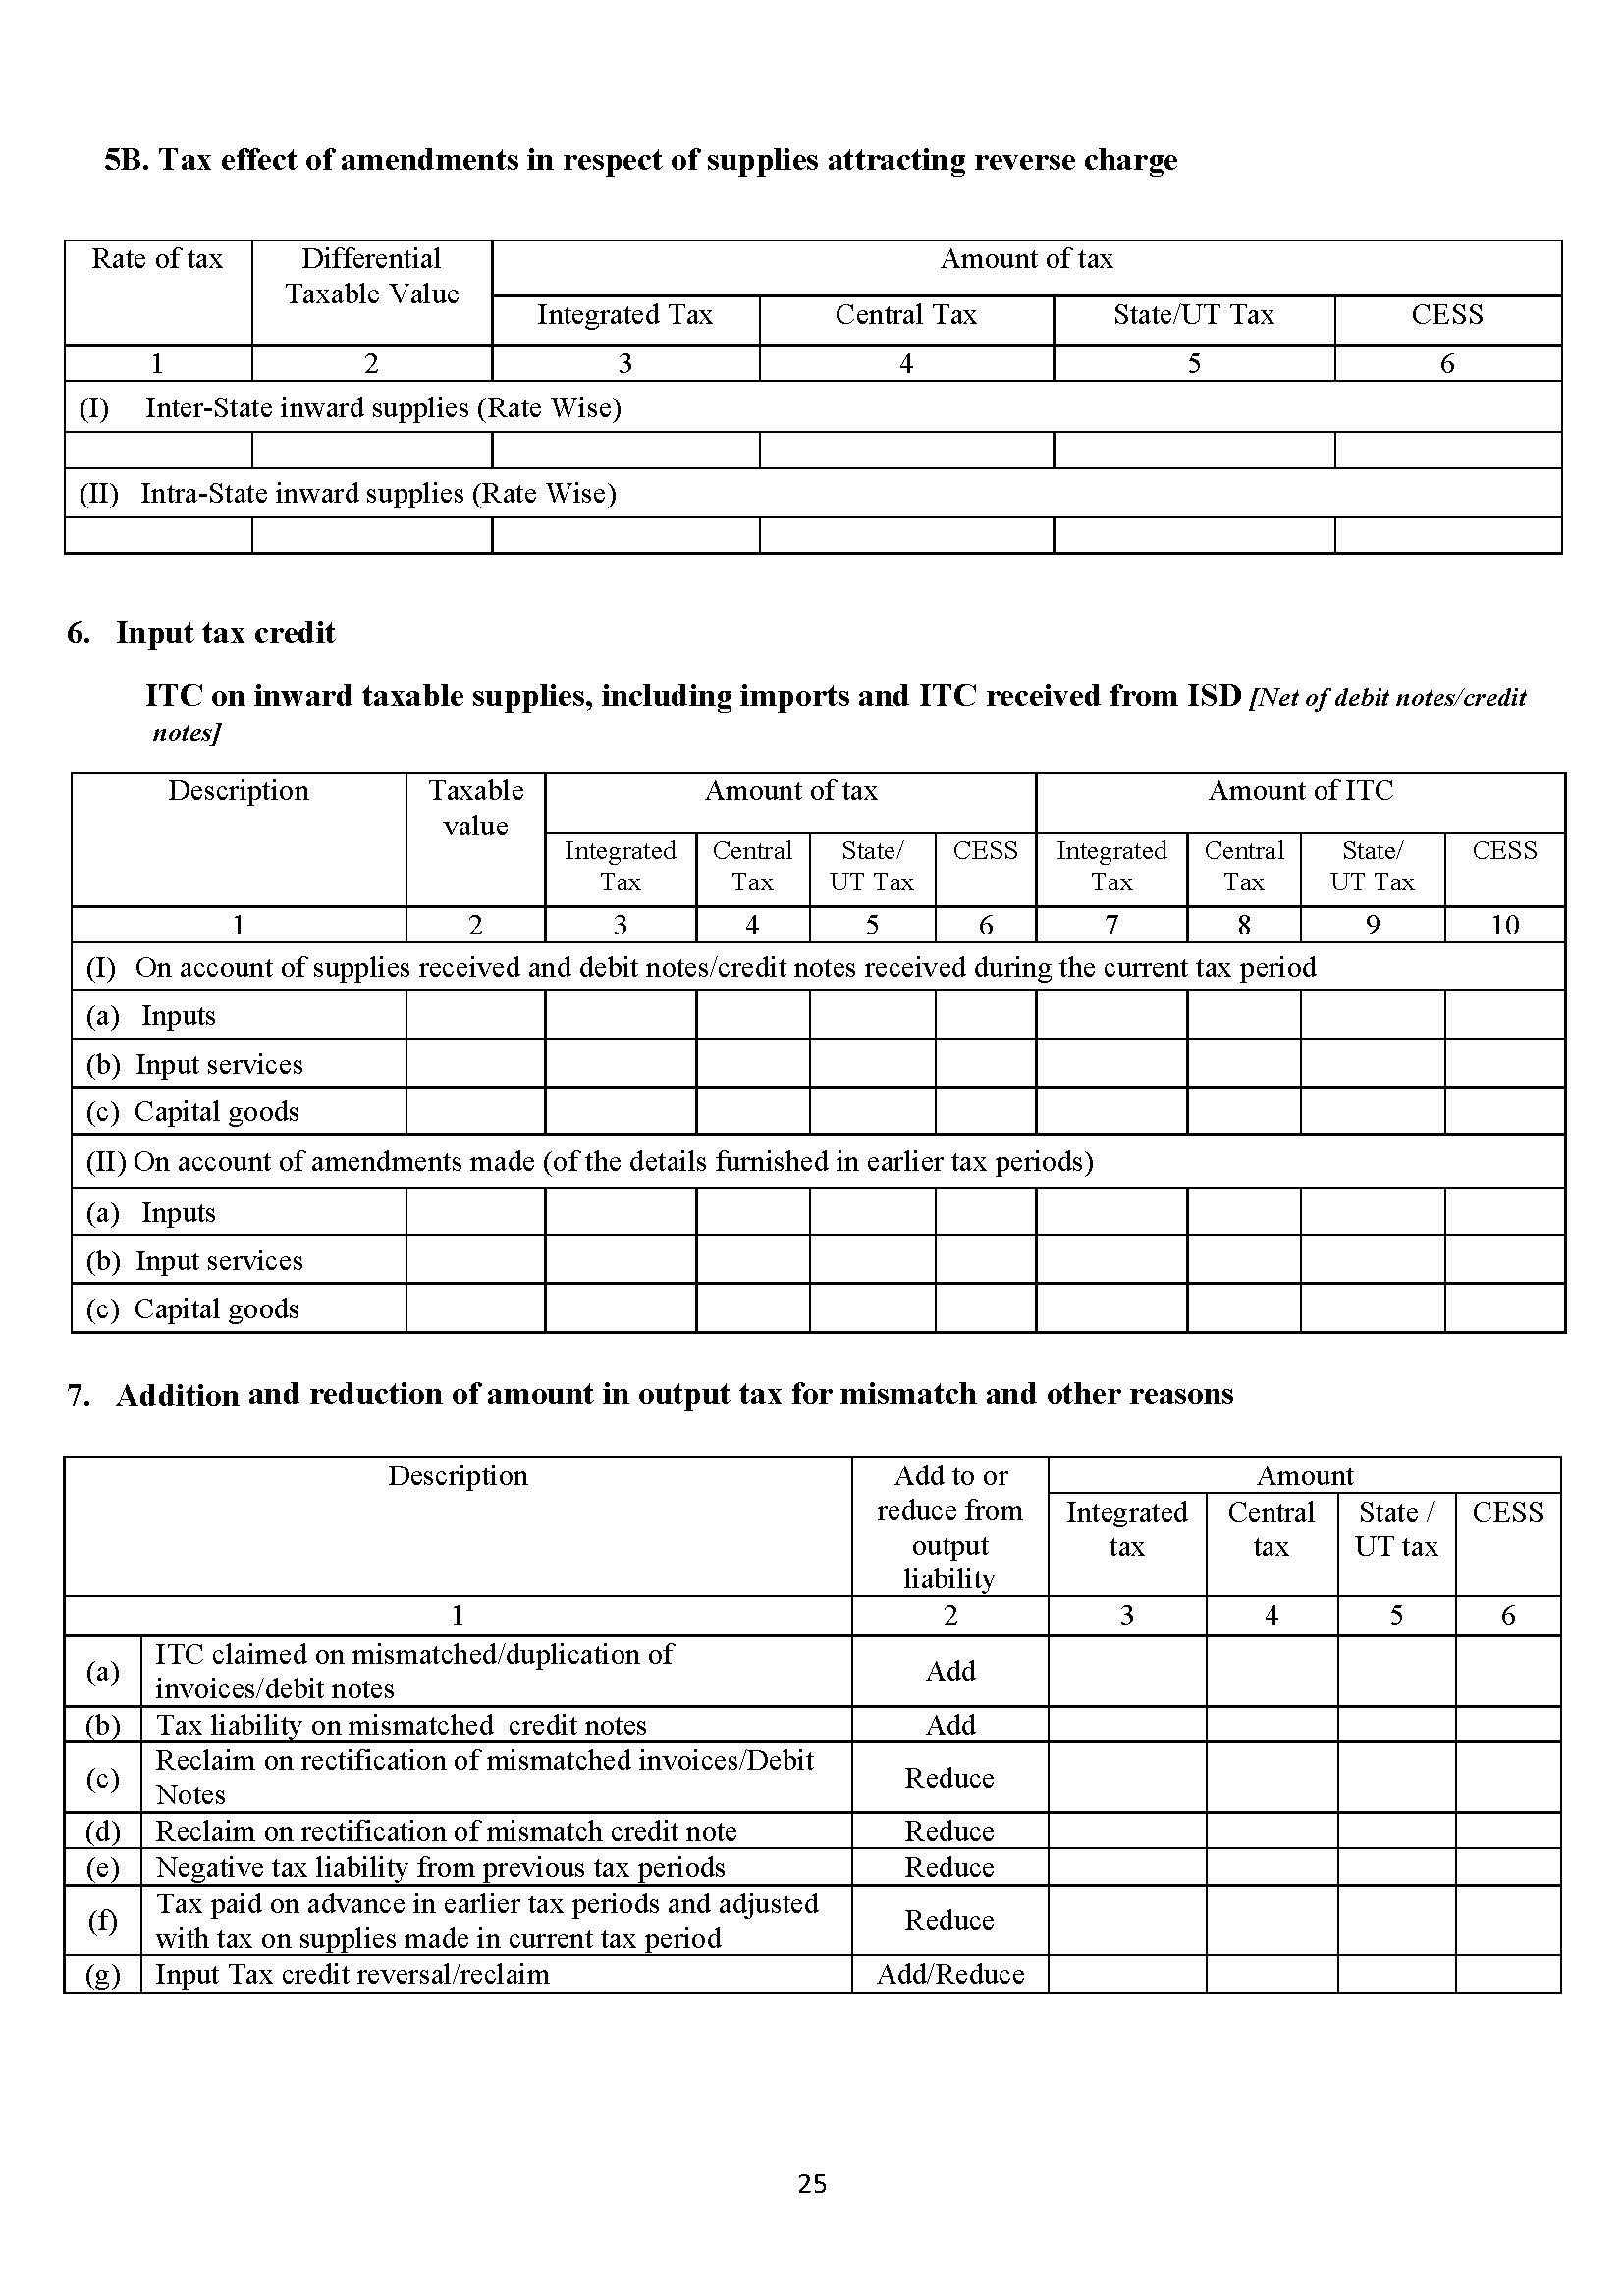 5B. Tax effect of amendments in respect of supplies attracting reverse charge
Rate of tax Differential Amount of tax
Taxable Value
Integrated Tax Central Tax State/UT Tax CESS
1 2 3 4 5 6
(I) Inter-State inward supplies (Rate Wise)
(II) Intra-State inward supplies (Rate Wise)
6. Input tax credit
ITC on inward taxable supplies, including imports and ITC received from ISD [Net of debit notes/credit
notes]
Description Taxable Amount of tax Amount of ITC
value
Integrated Central State/ CESS Integrated Central State/ CESS
Tax Tax UT Tax Tax Tax UT Tax
1 2 3 4 5 6 7 8 9 10
(I) On account of supplies received and debit notes/credit notes received during the current tax period
(a) Inputs
(b) Input services
(c) Capital goods
(II) On account of amendments made (of the details furnished in earlier tax periods)
(a) Inputs
(b) Input services
(c) Capital goods
7. Addition and reduction of amount in output tax for mismatch and other reasons
Description Add to or Amount
reduce from Integrated Central State / CESS
output tax tax UT tax
liability
1 2 3 4 5 6
(a) ITC claimed on mismatched/duplication of Add
invoices/debit notes
(b) Tax liability on mismatched credit notes Add
(c) Reclaim on rectification of mismatched invoices/Debit Reduce
Notes
(d) Reclaim on rectification of mismatch credit note Reduce
(e) Negative tax liability from previous tax periods Reduce
(f) Tax paid on advance in earlier tax periods and adjusted Reduce
with tax on supplies made in current tax period
(g) Input Tax credit reversal/reclaim Add/Reduce
25